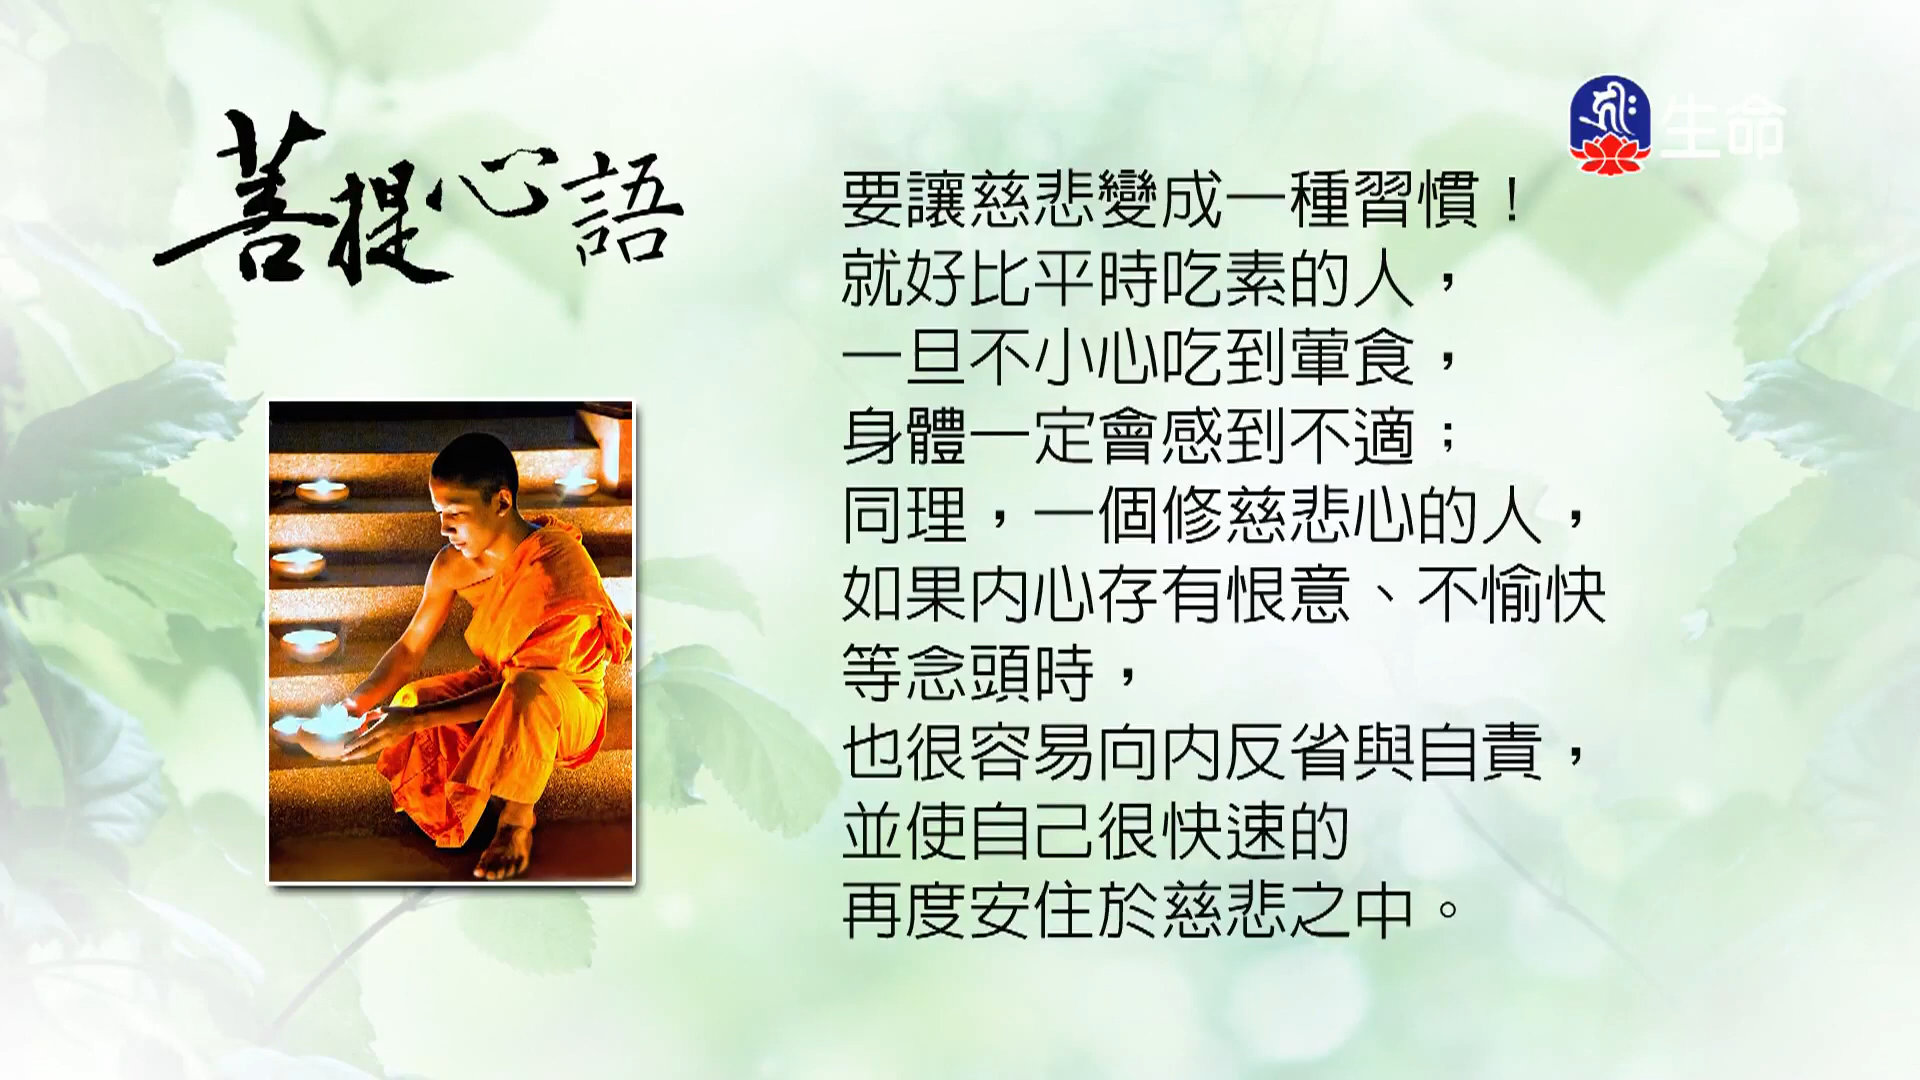 菩提心語
生命
要讓慈悲變成一種習慣！
就好比平時吃素的人，
一旦不小心吃到葷食，
身體一定會感到不適；
同理，一個修慈悲心的人，
如果內心存有恨意、不愉快
等念頭時，
也很容易向內反省與自責，
並使自己很快速的
再度安住於慈悲之中。